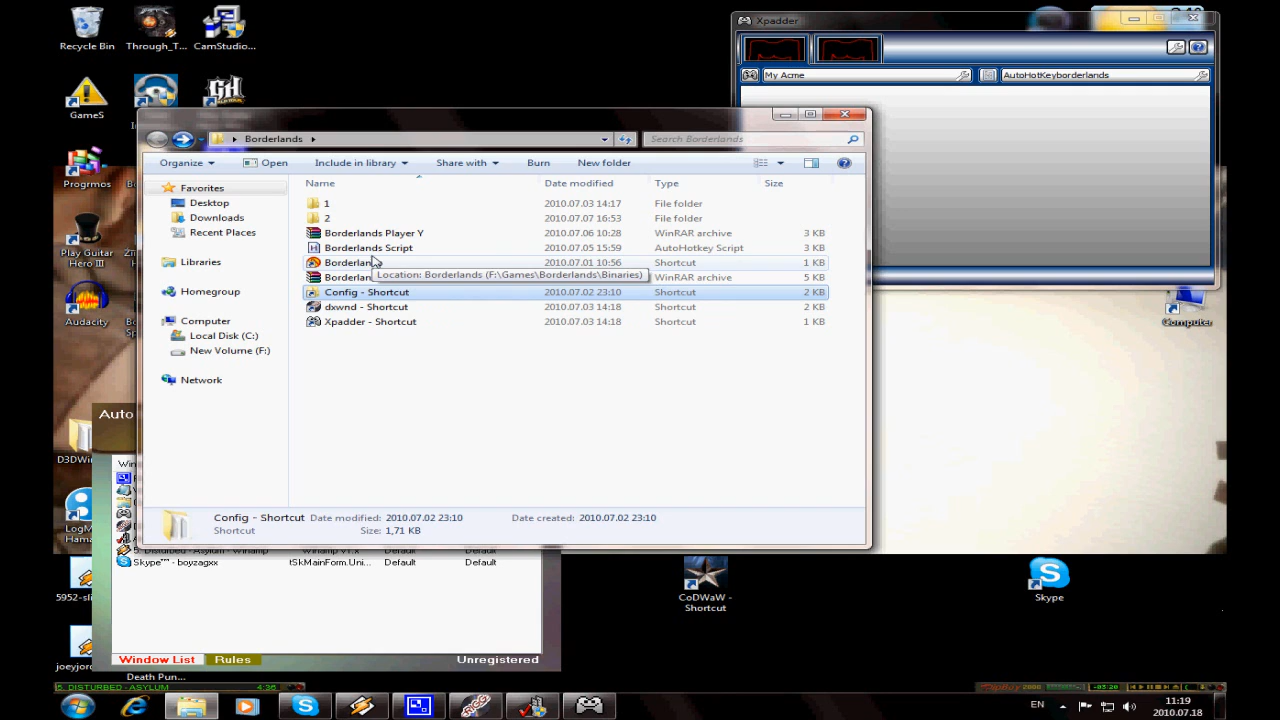 Recycle Bin
Through_T...
CamStudio...
GameS
Progrmos
Play Guitar
Hero III
Audacity
D3DWin
LogM
Hama
5952-sli
joeyjor
Death Pun...
Xpadder
My Acme
AutoHotKeyborderlands
Borderlands
Search Borderlands
Organize
Open
Include in library
Share with
Burn
New folder
Name
Date modified
Type
Size
Favorites
Desktop
Downloads
Recent Places
Libraries
Homegroup
Computer
Local Disk (C:)
New Volume (F:)
Network
1 2010.07.03 14:17 File folder
2 2010.07.07 16:53 File folder
Borderlands Player Y 2010.07.06 10:28 WinRAR archive 3 KB
Borderlands Script 2010.07.05 15:59 AutoHotkey Script 3 KB
Borderlan 2010.07.01 10:56 Shortcut 1 KB
Location: Borderlands (F:\Games\Borderlands\Binaries)
Borderlan WinRAR archive 5 KB
Config - Shortcut 2010.07.02 23:10 Shortcut 2 KB
dxwnd - Shortcut 2010.07.03 14:18 Shortcut 2 KB
Xpadder - Shortcut 2010.07.03 14:18 Shortcut 1 KB
Config - Shortcut Date modified: 2010.07.02 23:10 Date created: 2010.07.02 23:10
Shortcut Size: 1,71 KB
Auto
Win
5. Disturbed - Asylum - Winamp Winamp v1.x Default Default
Skype™ - boyzagxx tSkMainForm.Uni... Default Default
Window List
Rules
Unregistered
Computer
CoDWaW -
Shortcut
Skype
5. DISTURBED - ASYLUM 4:36
-03:20
EN
11:19
2010.07.18